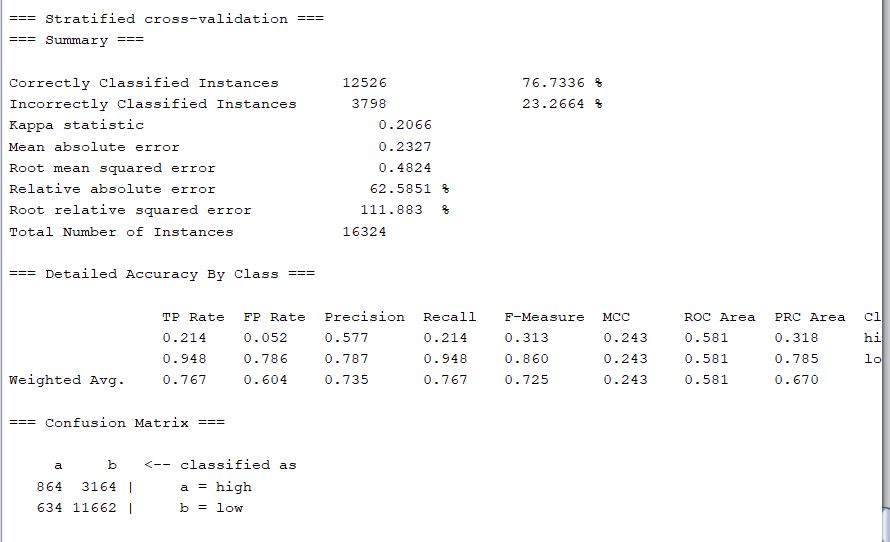 === Stratified cross-validation ===
=== Summary ===
Correctly Classified Instances 12526 76.7336 %
Incorrectly Classified Instances 3798 23.2664 %
Kappa statistic 0.2066
Mean absolute error 0.2327
Root mean squared error 0.4824
Relative absolute error 62.5851 %
Root relative squared error 111.883 %
Total Number of Instances 16324
=== Detailed Accuracy By Class ===
TP Rate FP Rate Precision Recall F-Measure MCC ROC Area PRC Area Cl
0.214 0.052 0.577 0.214 0.313 0.243 0.581 0.318 hi
0.948 0.786 0.787 0.948 0.860 0.243 0.581 0.785 lo
Weighted Avg. 0.767 0.604 0.735 0.767 0.725 0.243 0.581 0.670
=== Confusion Matrix ===
a b <-- classified as
864 3164 | a = high
634 11662 | b = low